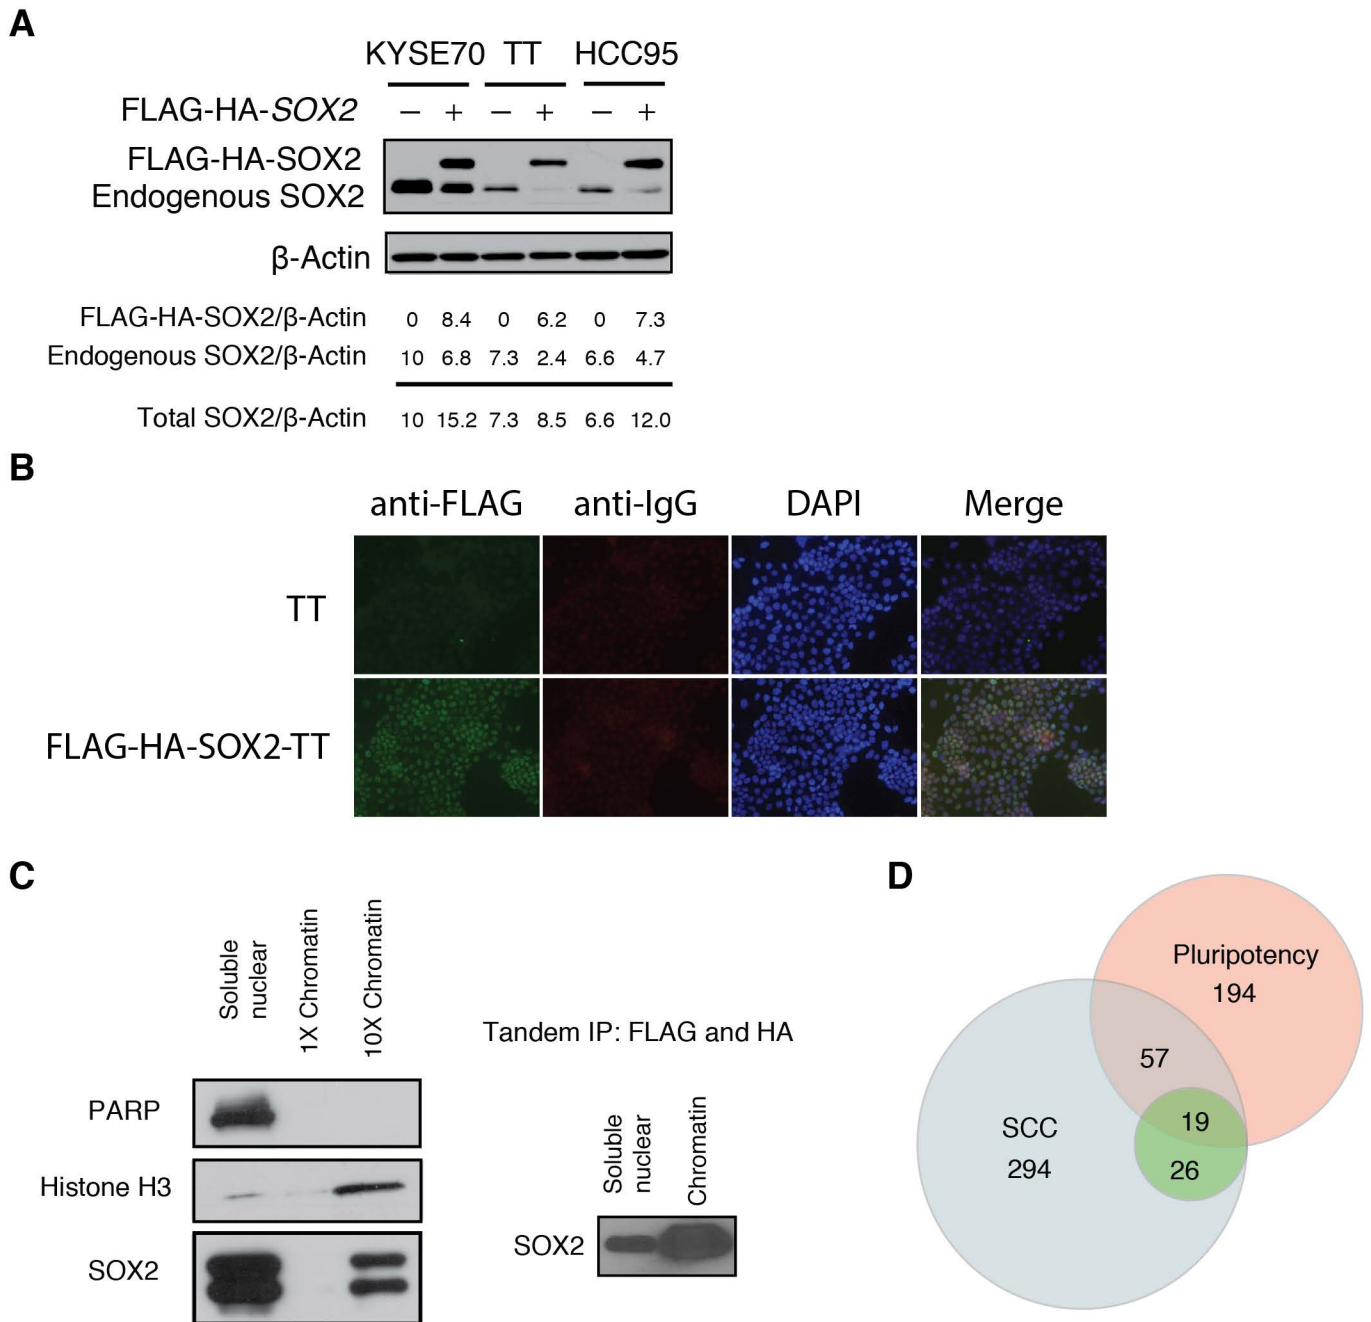 A
KYSE70 TT HCC95
FLAG-HA-SOX2 – + – + – +
FLAG-HA-SOX2
Endogenous SOX2
β-Actin
FLAG-HA-SOX2/β-Actin 0 8.4 0 6.2 0 7.3
Endogenous SOX2/β-Actin 10 6.8 7.3 2.4 6.6 4.7
Total SOX2/β-Actin 10 15.2 7.3 8.5 6.6 12.0
B
anti-FLAG anti-IgG DAPI Merge
TT
FLAG-HA-SOX2-TT
C
Soluble
nuclear
1X Chromatin
10X Chromatin
PARP
Histone H3
SOX2
Tandem IP: FLAG and HA
Soluble
nuclear
Chromatin
SOX2
D
Pluripotency
194
57
19
SCC
294
26